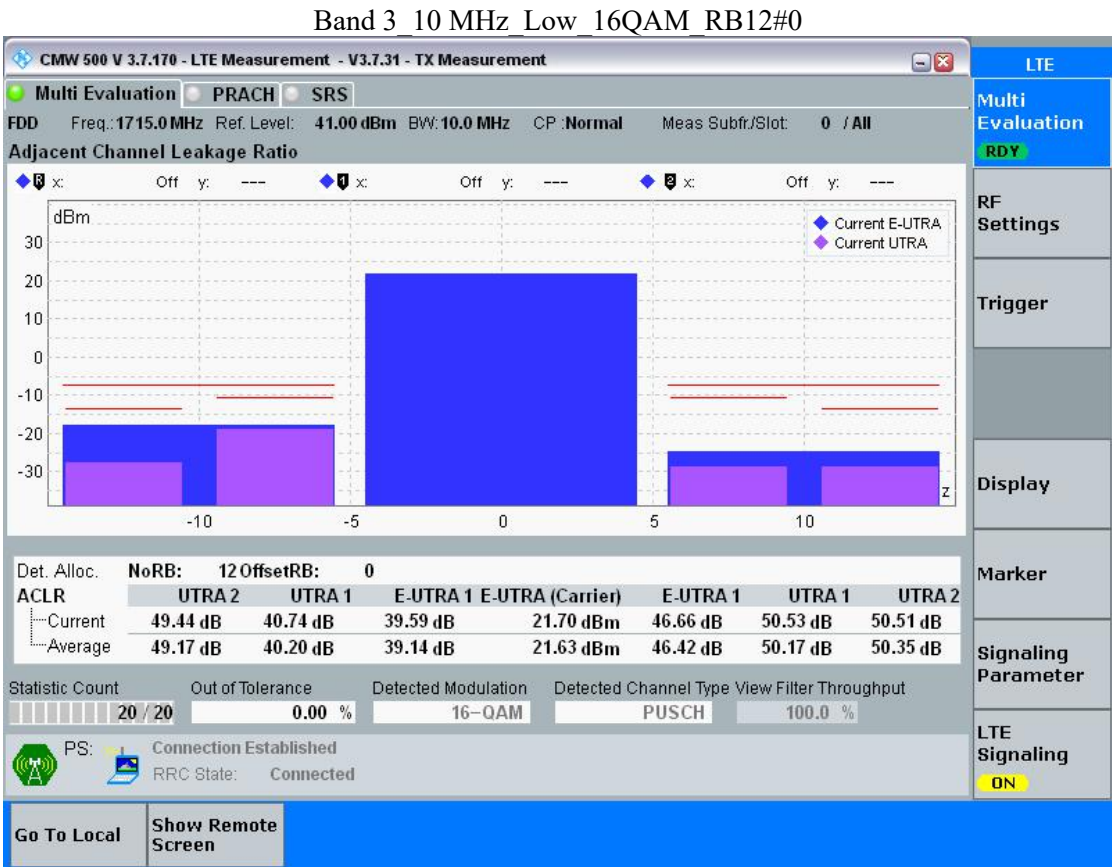 Band 3_10 MHz_Low_16QAM_RB12#0
CMW 500 V 3.7.170 - LTE Measurement - V3.7.31 - TX Measurement
LTE
Multi Evaluation PRACH SRS
Multi Evaluation
RDY
FDD Freq.: 1715.0 MHz Ref. Level: 41.00 dBm BW: 10.0 MHz CP :Normal Meas Subfr./Slot: 0 / All
Adjacent Channel Leakage Ratio
R x: Off y: --- 1 x: Off y: --- 2 x: Off y: ---
dBm
Current E-UTRA
Current UTRA
30
20
10
0
-10
-20
-30
z
-10 -5 0 5 10
RF Settings
Trigger
Display
Marker
Signaling Parameter
LTE Signaling
ON
Det. Alloc. NoRB: 12 OffsetRB: 0
ACLR UTRA 2 UTRA 1 E-UTRA 1 E-UTRA (Carrier) E-UTRA 1 UTRA 1 UTRA 2
Current 49.44 dB 40.74 dB 39.59 dB 21.70 dBm 46.66 dB 50.53 dB 50.51 dB
Average 49.17 dB 40.20 dB 39.14 dB 21.63 dBm 46.42 dB 50.17 dB 50.35 dB
Statistic Count Out of Tolerance Detected Modulation Detected Channel Type View Filter Throughput
20 / 20 0.00 % 16-QAM PUSCH 100.0 %
PS: Connection Established
RRC State: Connected
Go To Local
Show Remote Screen